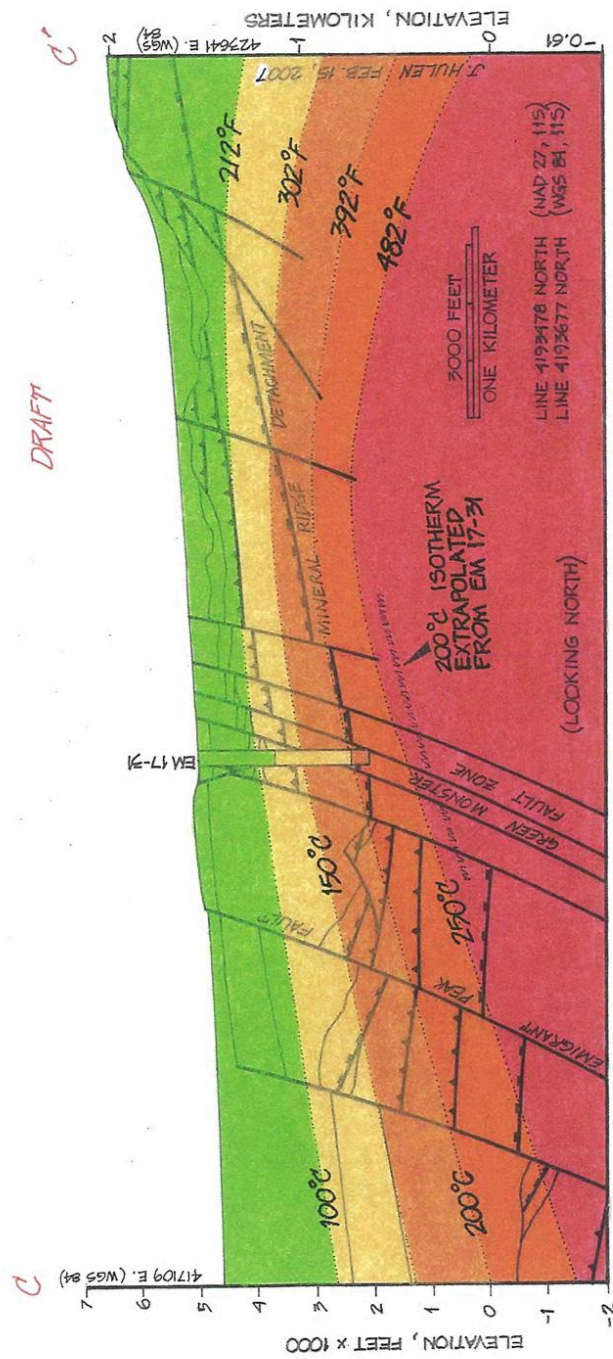 DRAFT
C
C'
417109 E. (WGS 84)
423641 E. (WGS
84)
7
6
5
4
3
2
1
0
-1
-2
ELEVATION, FEET x 1000
2
1
0
-0.61
ELEVATION, KILOMETERS
EM 17-31
212°F
302°F
392°F
482°F
100°C
150°C
200°C
250°C
FAULT
PEAK
EMIGRANT
GREEN MONSTER
FAULT ZONE
MINERAL RIDGE DETACHMENT
200°C ISOTHERM
EXTRAPOLATED
FROM EM 17-31
(LOOKING NORTH)
3000 FEET
ONE KILOMETER
LINE 4193478 NORTH (NAD 27, 11S)
LINE 4193677 NORTH (WGS 84, 11S)
J. HULEN FEB. 15, 2007